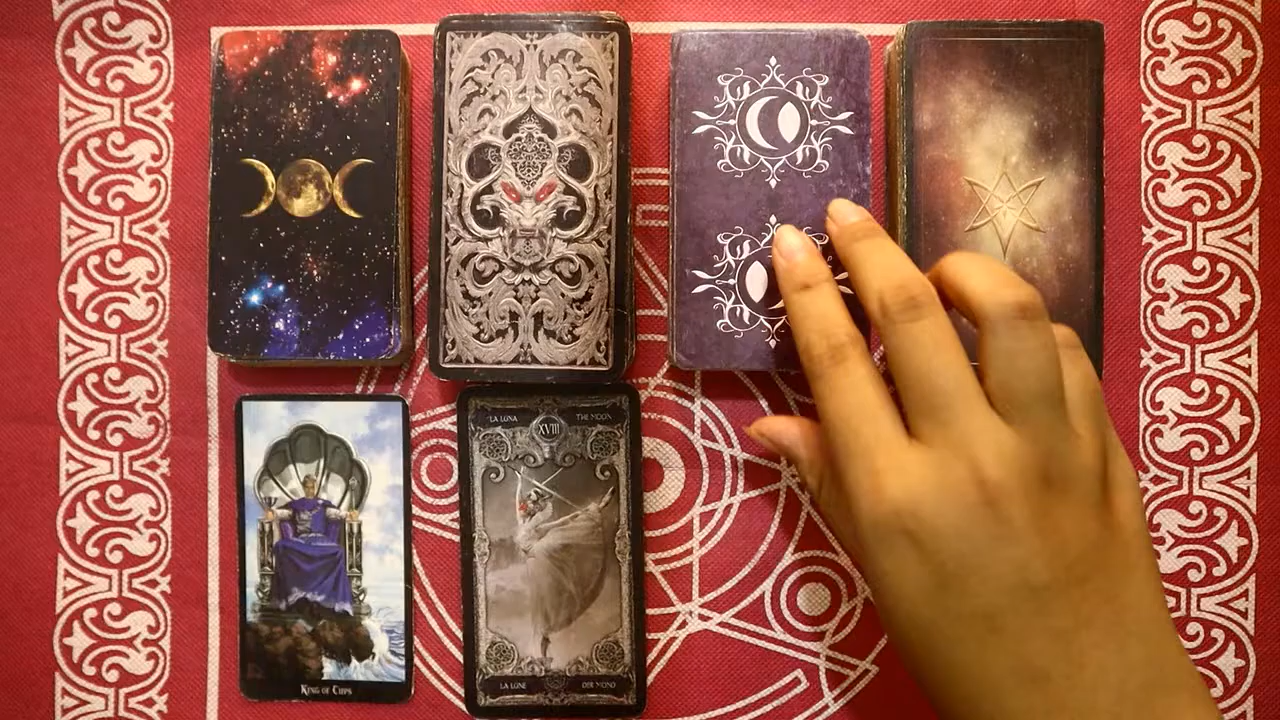 LA LUNA THE MOON
XVIII
LA LUNE DER MOND
KING OF CUPS